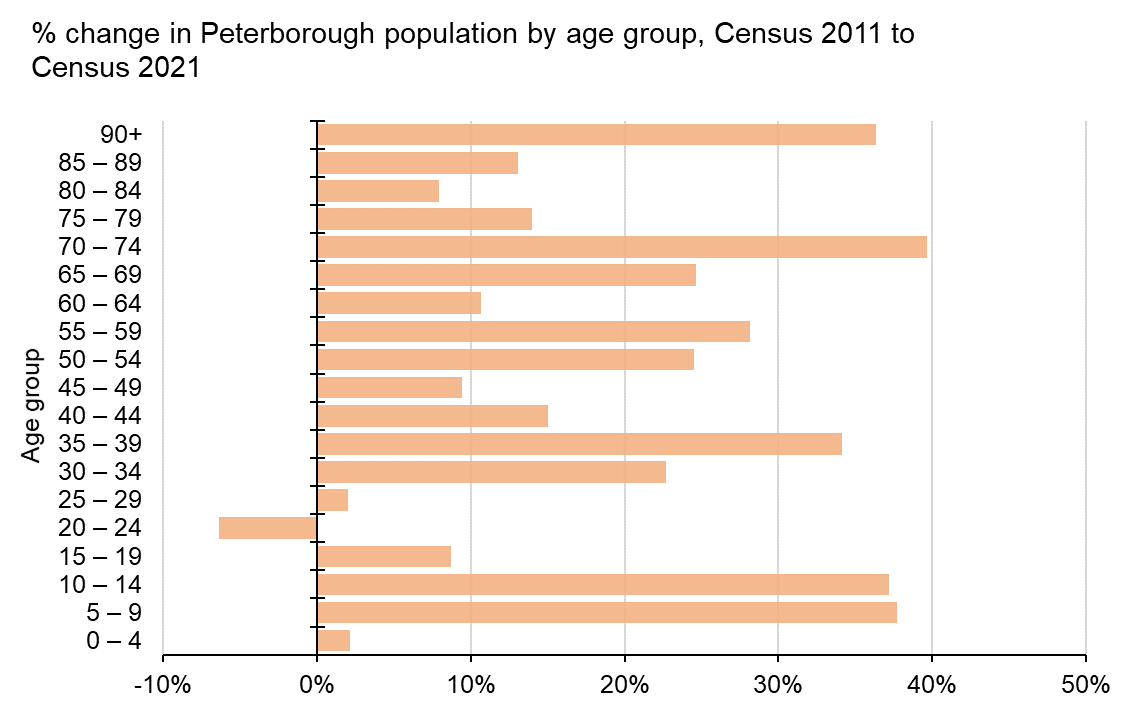 % change in Peterborough population by age group, Census 2011 to
Census 2021
90+
85 – 89
80 – 84
75 – 79
70 – 74
65 – 69
60 – 64
55 – 59
50 – 54
45 – 49
40 – 44
35 – 39
30 – 34
25 – 29
20 – 24
15 – 19
10 – 14
5 – 9
0 – 4
Age group
-10%
0%
10%
20%
30%
40%
50%